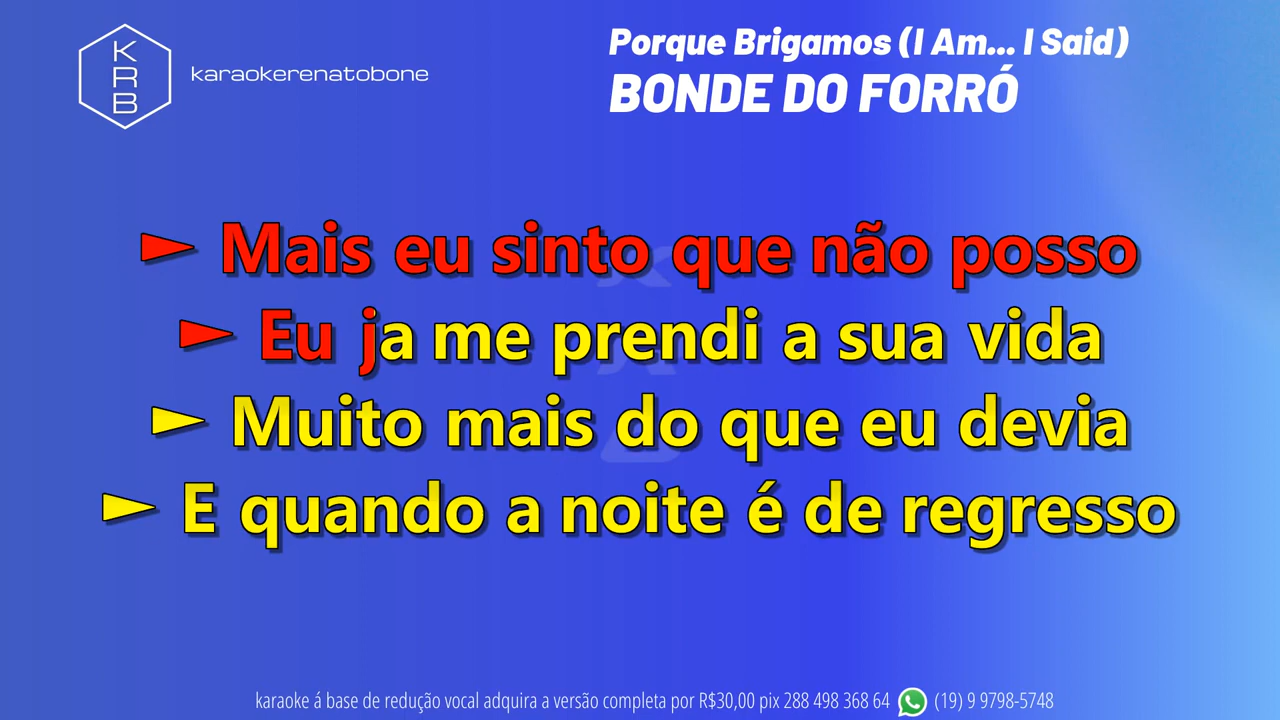 KRB
karaokerenatobone
Porque Brigamos (I Am... I Said)
BONDE DO FORRÓ
► Mais eu sinto que não posso
► Eu ja me prendi a sua vida
► Muito mais do que eu devia
► E quando a noite é de regresso
karaoke á base de redução vocal adquira a versão completa por R$30,00 pix 288 498 368 64 (19) 9 9798-5748